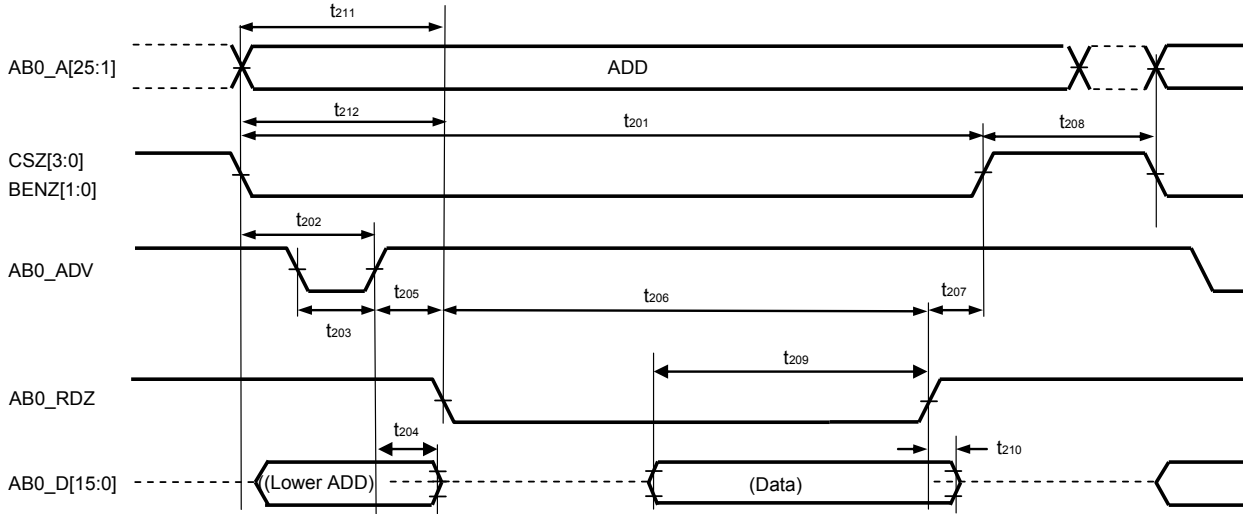 t211
AB0_A[25:1]
ADD
t212
t201
t208
CSZ[3:0]
BENZ[1:0]
t202
AB0_ADV
t205
t206
t207
t203
t209
AB0_RDZ
t204
t210
AB0_D[15:0]
(Lower ADD)
(Data)